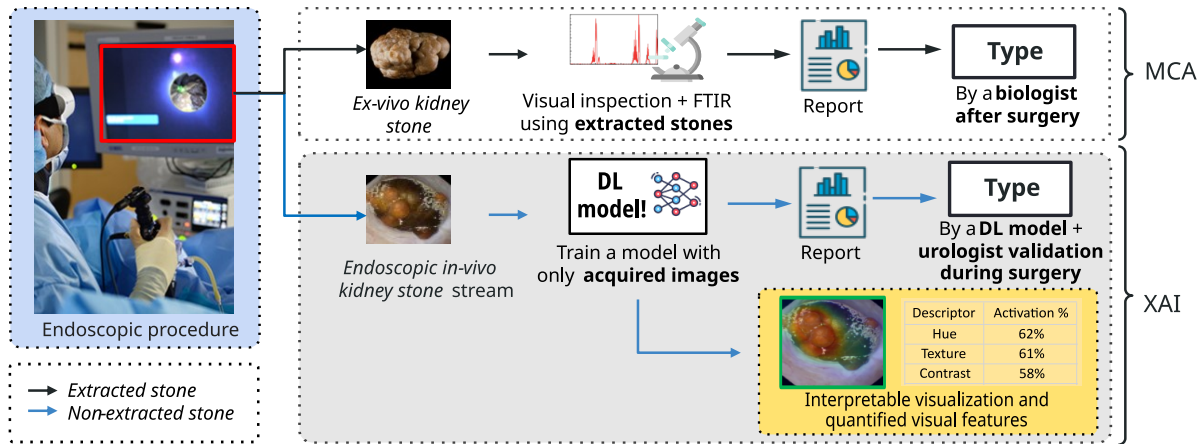 Endoscopic procedure
Extracted stone
Non-extracted stone
Ex-vivo kidney
stone
Visual inspection + FTIR
using extracted stones
Report
Type
By a biologist
after surgery
MCA
Endoscopic in-vivo
kidney stone stream
DL
model!
Train a model with
only acquired images
Report
Type
By a DL model +
urologist validation
during surgery
XAI
Descriptor Activation %
Hue 62%
Texture 61%
Contrast 58%
Interpretable visualization and
quantified visual features